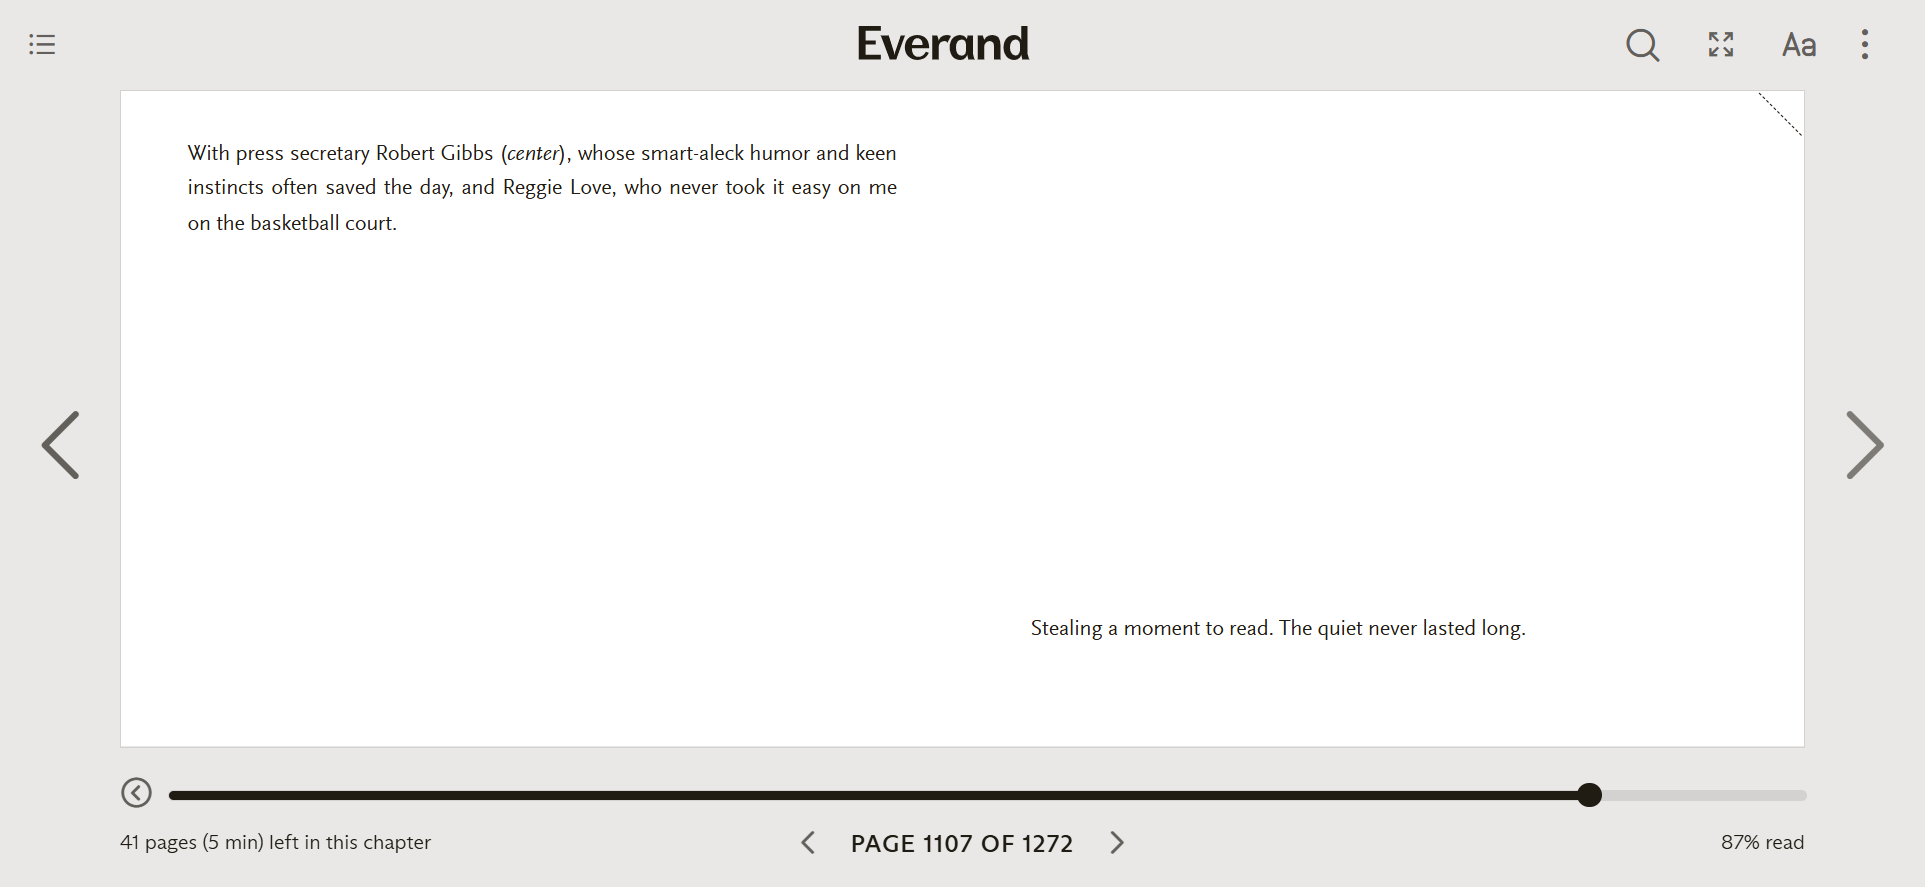 Everand
Aa
With press secretary Robert Gibbs (center), whose smart-aleck humor and keen
instincts often saved the day, and Reggie Love, who never took it easy on me
on the basketball court.
Stealing a moment to read. The quiet never lasted long.
41 pages (5 min) left in this chapter
PAGE 1107 OF 1272
87% read